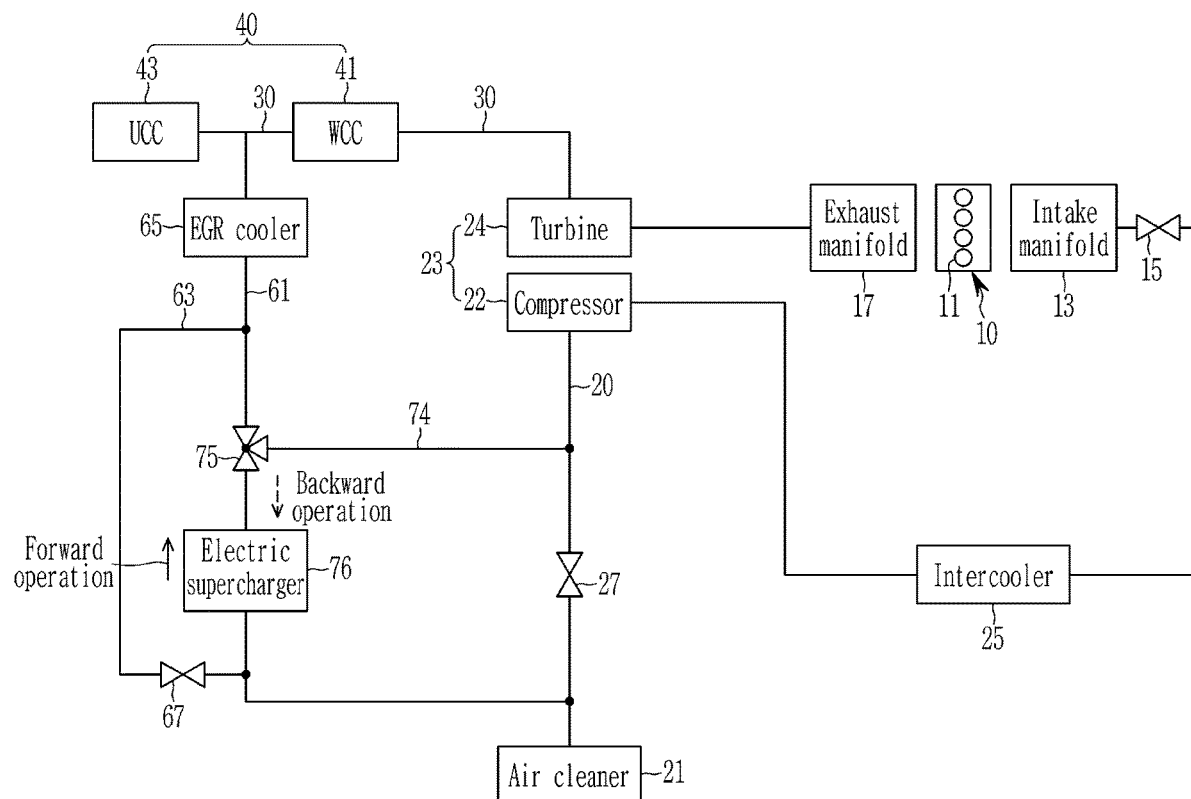 40
43
41
30
30
UCC
WCC
65
EGR cooler
24
Turbine
Exhaust
manifold
Intake
manifold
15
23
61
63
22
Compressor
17
11
10
13
20
74
75
Backward
operation
Forward
operation
Electric
supercharger
76
27
Intercooler
25
67
Air cleaner
21